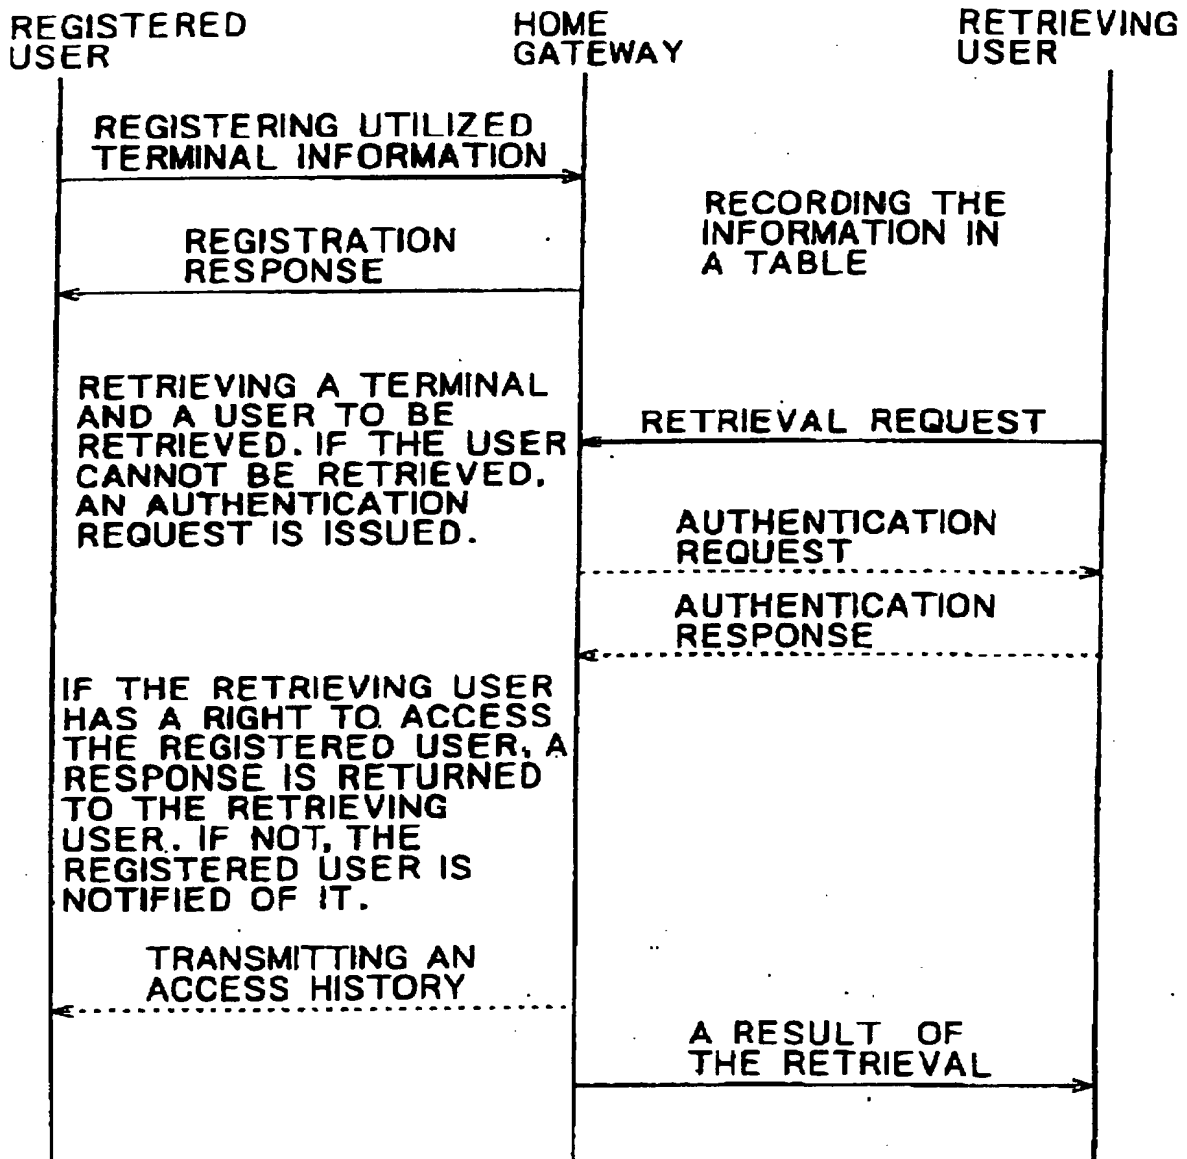 REGISTERED
USER
HOME
GATEWAY
RETRIEVING
USER
REGISTERING UTILIZED
TERMINAL INFORMATION
RECORDING THE
INFORMATION IN
A TABLE
REGISTRATION
RESPONSE
RETRIEVING A TERMINAL
AND A USER TO BE
RETRIEVED. IF THE USER
CANNOT BE RETRIEVED,
AN AUTHENTICATION
REQUEST IS ISSUED.
RETRIEVAL REQUEST
AUTHENTICATION
REQUEST
AUTHENTICATION
RESPONSE
IF THE RETRIEVING USER
HAS A RIGHT TO ACCESS
THE REGISTERED USER, A
RESPONSE IS RETURNED
TO THE RETRIEVING
USER. IF NOT, THE
REGISTERED USER IS
NOTIFIED OF IT.
TRANSMITTING AN
ACCESS HISTORY
A RESULT OF
THE RETRIEVAL